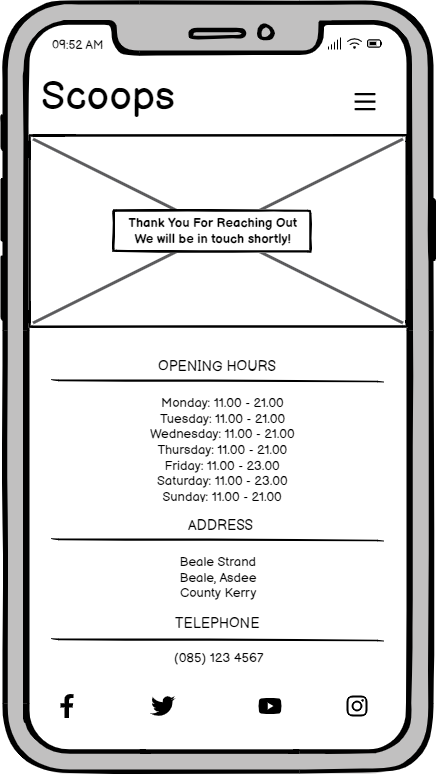 09:52 AM
Scoops
Thank You For Reaching Out
We will be in touch shortly!
OPENING HOURS
Monday: 11.00 - 21.00
Tuesday: 11.00 - 21.00
Wednesday: 11.00 - 21.00
Thursday: 11.00 - 21.00
Friday: 11.00 - 23.00
Saturday: 11.00 - 23.00
Sunday: 11.00 - 21.00
ADDRESS
Beale Strand
Beale, Asdee
County Kerry
TELEPHONE
(085) 123 4567